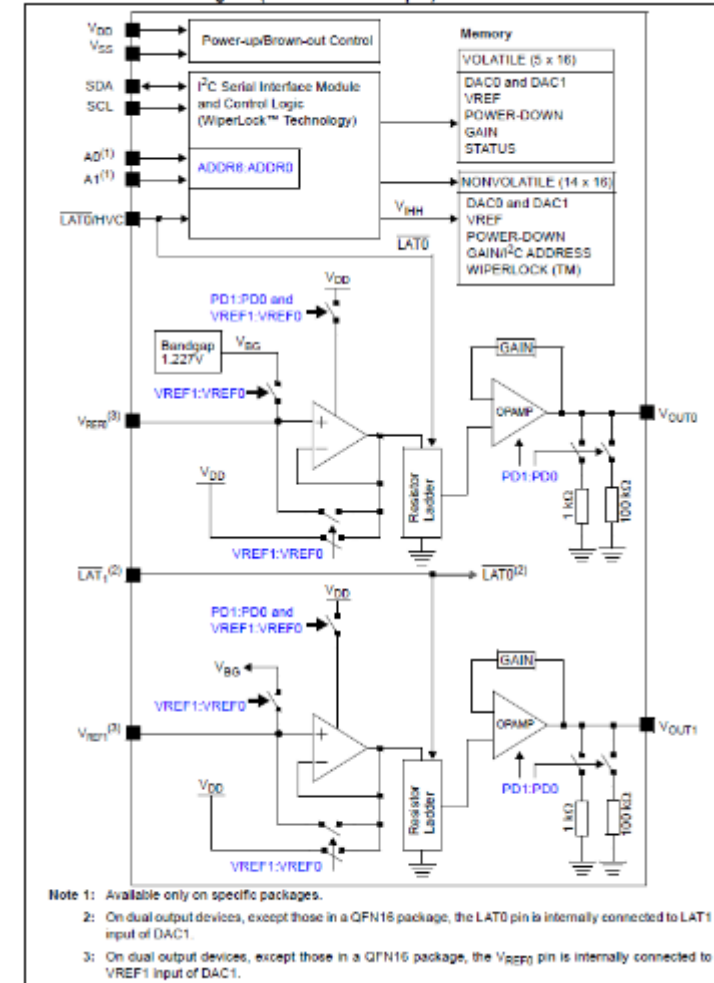 VDD
VSS
Power-up/Brown-out Control
Memory
VOLATILE (5 x 16)
DAC0 and DAC1
VREF
POWER-DOWN
GAIN
STATUS
SDA
SCL
I²C Serial Interface Module
and Control Logic
(WiperLock™ Technology)
A0(1)
A1(1)
ADDR6:ADDR0
NONVOLATILE (14 x 16)
DAC0 and DAC1
VREF
POWER-DOWN
GAIN/I²C ADDRESS
WIPERLOCK (TM)
LAT0/HVC
VIHH
LAT0
VDD
PD1:PD0 and
VREF1:VREF0
Bandgap
1.227V
VBG
VREF1:VREF0
GAIN
OPAMP
VREF0(3)
VOUT0
PD1:PD0
VDD
Resistor
Ladder
1 kΩ
100 kΩ
VREF1:VREF0
LAT1(2)
LAT0(2)
VDD
PD1:PD0 and
VREF1:VREF0
VBG
VREF1:VREF0
GAIN
OPAMP
VREF1(3)
VOUT1
PD1:PD0
VDD
Resistor
Ladder
1 kΩ
100 kΩ
VREF1:VREF0
Note 1: Available only on specific packages.
2: On dual output devices, except those in a QFN16 package, the LAT0 pin is internally connected to LAT1
input of DAC1.
3: On dual output devices, except those in a QFN16 package, the VREF0 pin is internally connected to
VREF1 input of DAC1.